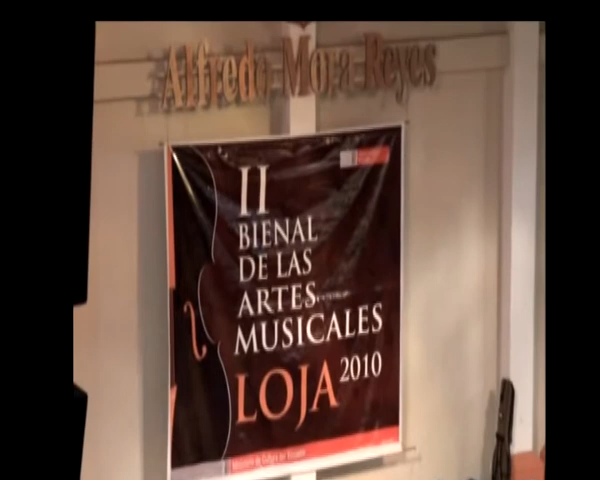 Alfredo Mora Reyes
II
BIENAL
DE LAS
ARTES
MUSICALES
LOJA 2010